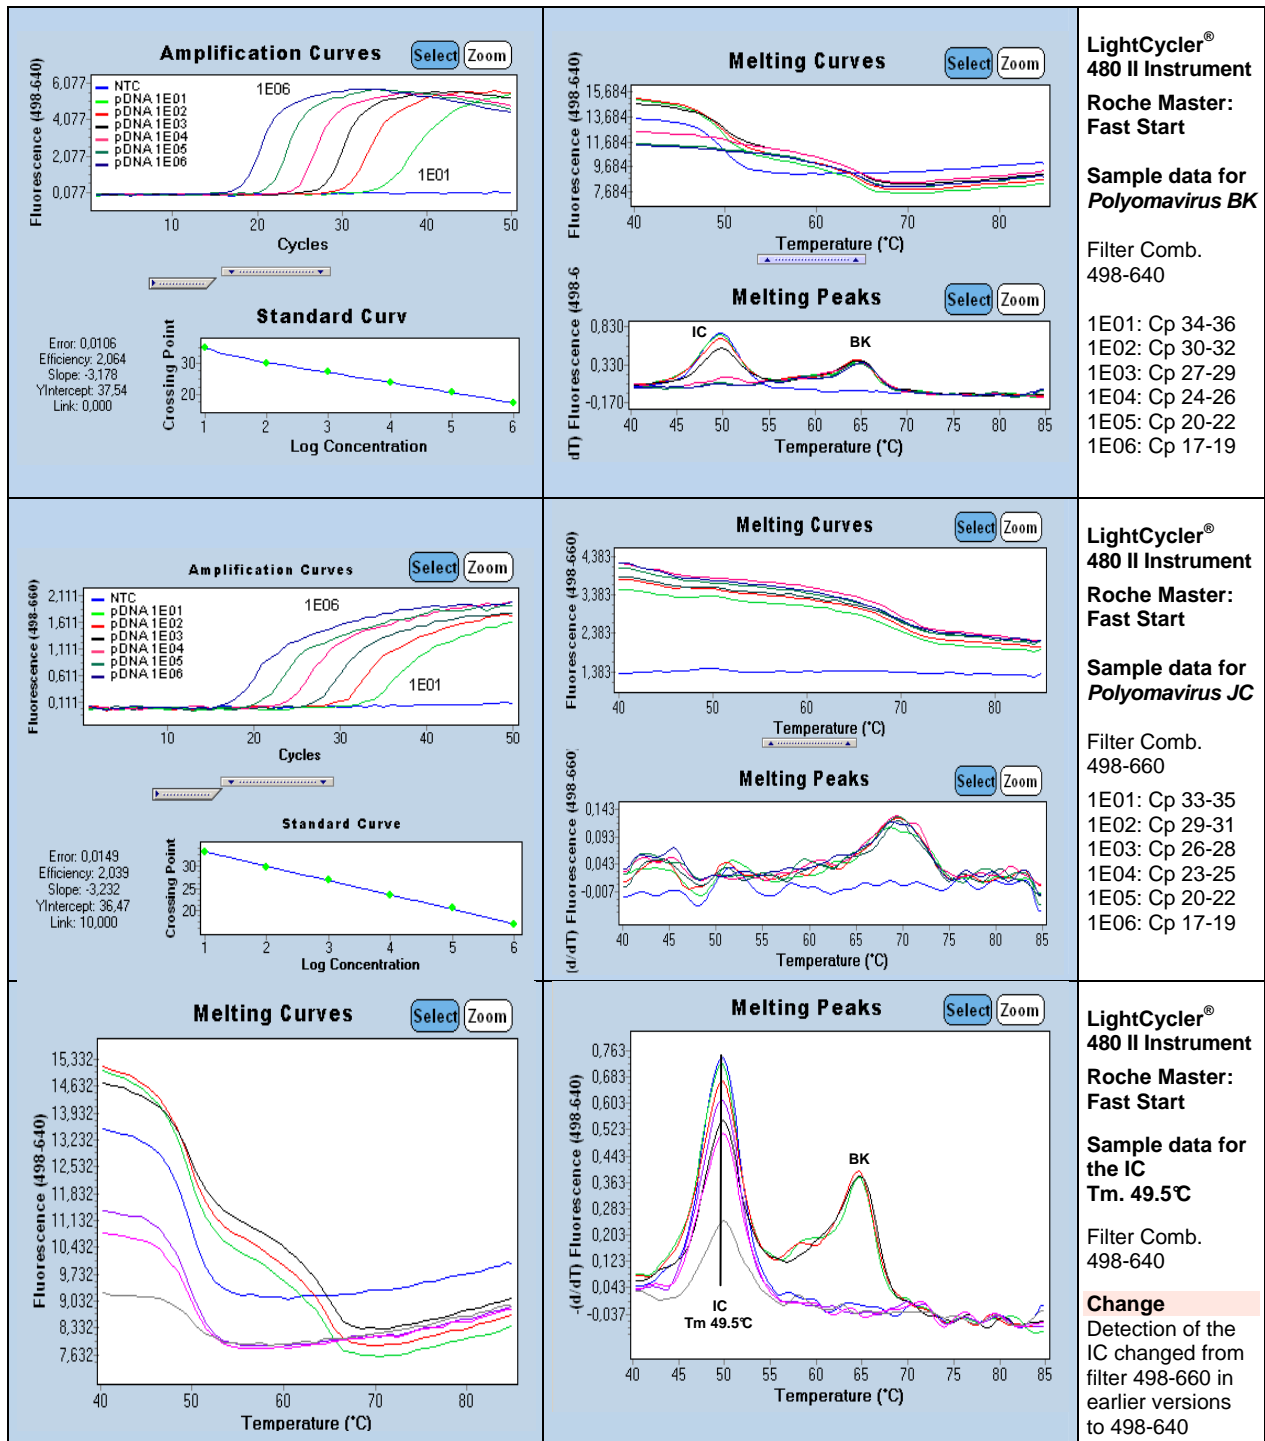 Amplification Curves
Select
Zoom
Fluorescence (498-640)
6,077
4,077
2,077
0,077
NTC
pDNA 1E01
pDNA 1E02
pDNA 1E03
pDNA 1E04
pDNA 1E05
pDNA 1E06
1E06
1E01
10 20 30 40 50
Cycles
Standard Curv
Error: 0,0106
Efficiency: 2,064
Slope: -3,178
YIntercept: 37,54
Link: 0,000
Crossing Point
30
20
1 2 3 4 5 6
Log Concentration
Melting Curves
Select
Zoom
Fluorescence (498-640)
15,684
13,684
11,684
9,684
7,684
40 50 60 70 80
Temperature (°C)
Melting Peaks
Select
Zoom
dT) Fluorescence (498-6
0,830
0,330
-0,170
IC
BK
40 45 50 55 60 65 70 75 80 85
Temperature (°C)
LightCycler®
480 II Instrument
Roche Master:
Fast Start
Sample data for
Polyomavirus BK
Filter Comb.
498-640
1E01: Cp 34-36
1E02: Cp 30-32
1E03: Cp 27-29
1E04: Cp 24-26
1E05: Cp 20-22
1E06: Cp 17-19
Amplification Curves
Select
Zoom
Fluorescence (498-660)
2,111
1,611
1,111
0,611
0,111
NTC
pDNA 1E01
pDNA 1E02
pDNA 1E03
pDNA 1E04
pDNA 1E05
pDNA 1E06
1E06
1E01
10 20 30 40 50
Cycles
Standard Curve
Error: 0,0149
Efficiency: 2,039
Slope: -3,232
YIntercept: 36,47
Link: 10,000
Crossing Point
30
25
20
1 2 3 4 5 6
Log Concentration
Melting Curves
Select
Zoom
Fluorescence (498-660)
4,383
3,383
2,383
1,383
40 50 60 70 80
Temperature (°C)
Melting Peaks
Select
Zoom
(d/dT) Fluorescence (498-660)
0,143
0,093
0,043
-0,007
40 45 50 55 60 65 70 75 80 85
Temperature (°C)
LightCycler®
480 II Instrument
Roche Master:
Fast Start
Sample data for
Polyomavirus JC
Filter Comb.
498-660
1E01: Cp 33-35
1E02: Cp 29-31
1E03: Cp 26-28
1E04: Cp 23-25
1E05: Cp 20-22
1E06: Cp 17-19
Melting Curves
Select
Zoom
Fluorescence (498-640)
15,332
14,632
13,932
13,232
12,532
11,832
11,132
10,432
9,732
9,032
8,332
7,632
40 50 60 70 80
Temperature (°C)
Melting Peaks
Select
Zoom
-(d/dT) Fluorescence (498-640)
0,763
0,683
0,603
0,523
0,443
0,363
0,283
0,203
0,123
0,043
-0,037
BK
IC
Tm 49.5°C
40 45 50 55 60 65 70 75 80 85
Temperature (°C)
LightCycler®
480 II Instrument
Roche Master:
Fast Start
Sample data for
the IC
Tm. 49.5°C
Filter Comb.
498-640
Change
Detection of the
IC changed from
filter 498-660 in
earlier versions
to 498-640